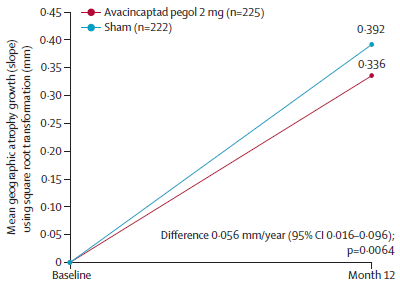 Mean geographic atrophy growth (slope)
using square root transformation (mm)
0·45
0·40
0·35
0·30
0·25
0·20
0·15
0·10
0·05
0
Avacincaptad pegol 2 mg (n=225)
Sham (n=222)
0·392
0·336
Difference 0·056 mm/year (95% CI 0·016–0·096);
p=0·0064
Baseline
Month 12